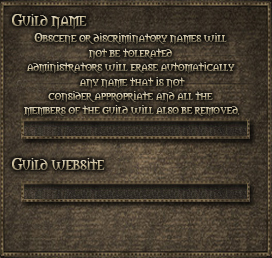 Guild name
Obscene or discriminatory names will
not be tolerated
administrators will erase automatically
any name that is not
consider appropriate and all the
members of the guild will also be removed
Guild website